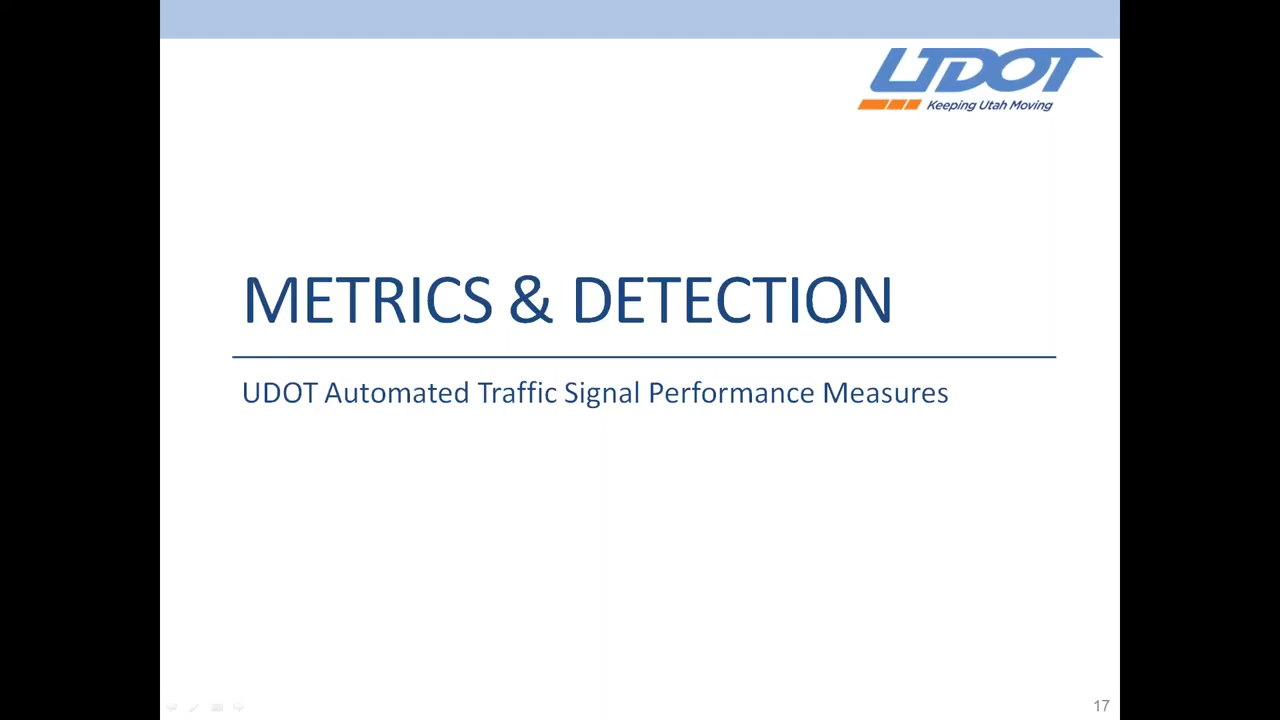 UDOT
Keeping Utah Moving
METRICS & DETECTION
UDOT Automated Traffic Signal Performance Measures
17